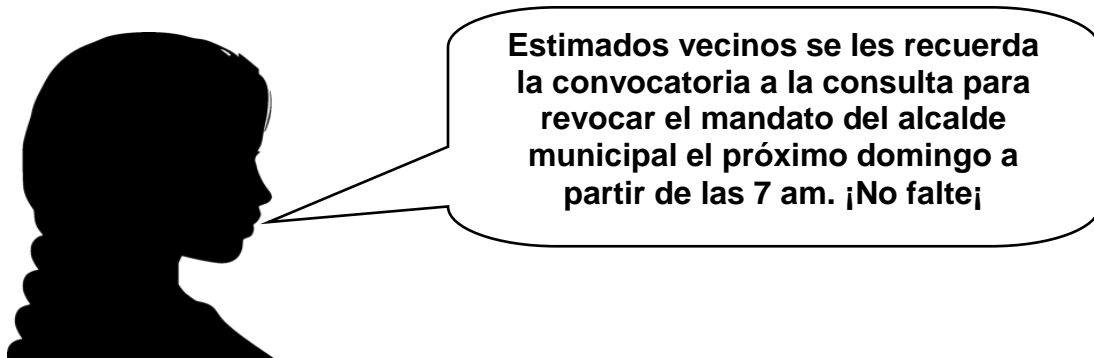 Estimados vecinos se les recuerda
la convocatoria a la consulta para
revocar el mandato del alcalde
municipal el próximo domingo a
partir de las 7 am. ¡No falte¡